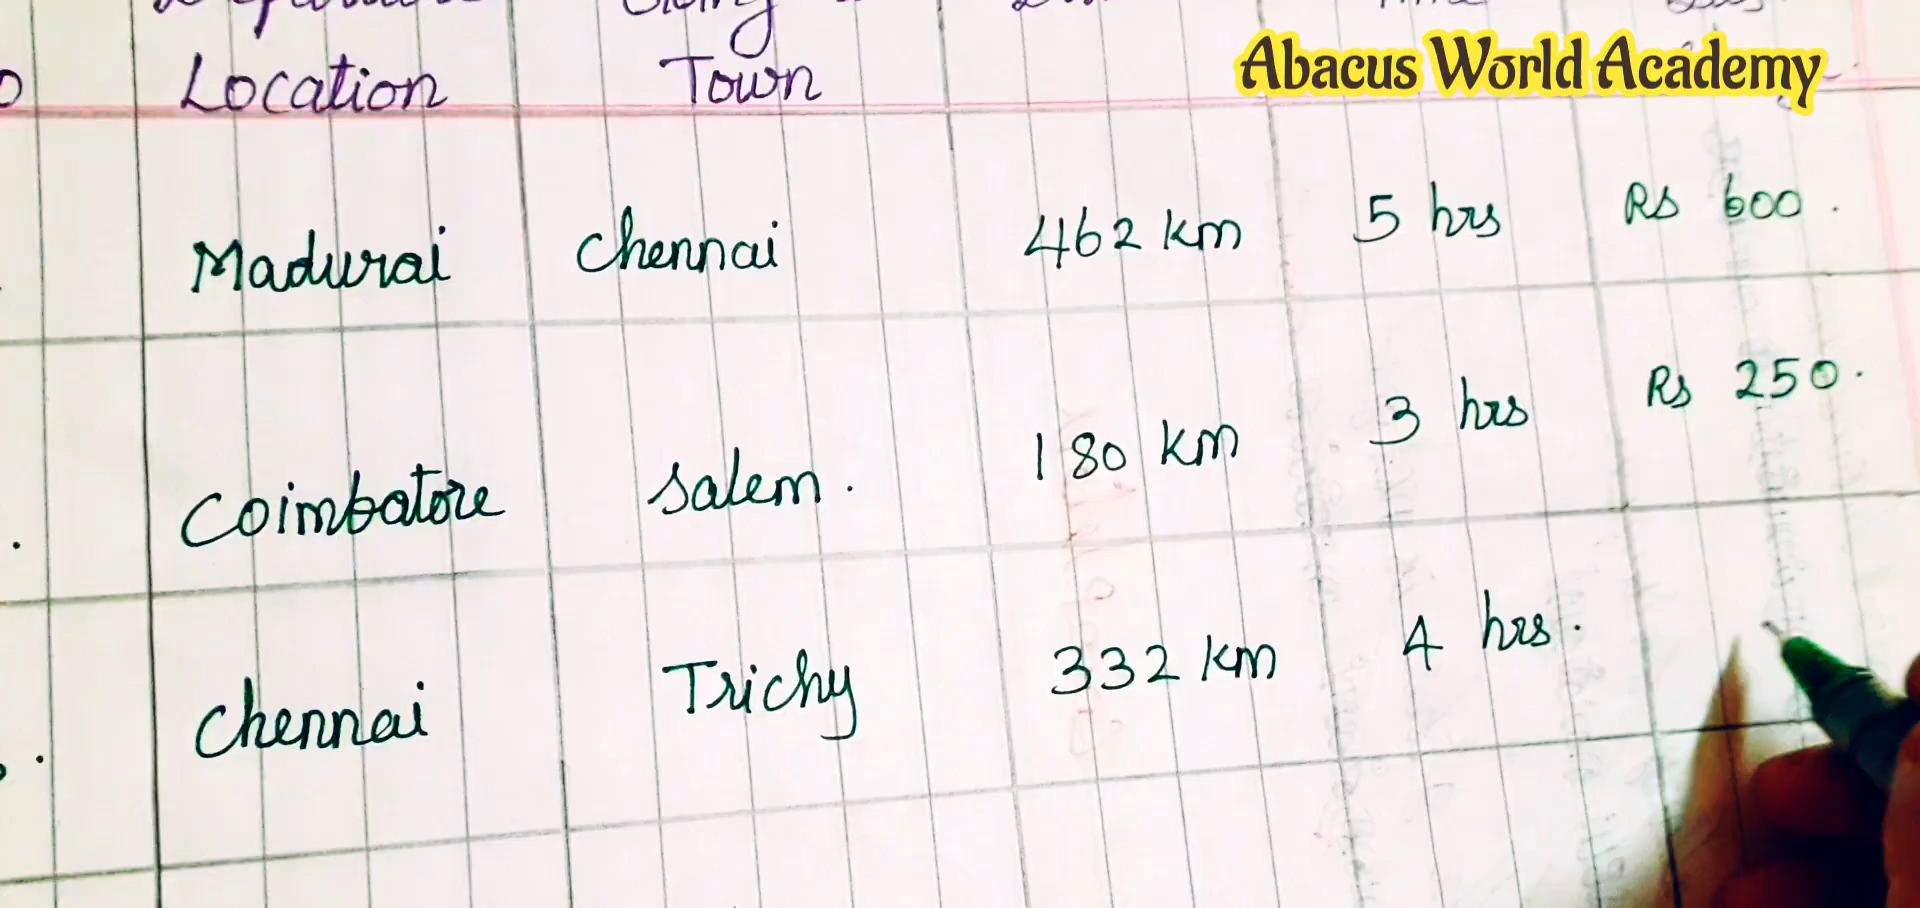 Abacus World Academy
Location Town
Madurai Chennai 462 km 5 hrs Rs 600.
Coimbatore Salem. 180 km 3 hrs Rs 250.
Chennai Trichy 332 km 4 hrs.